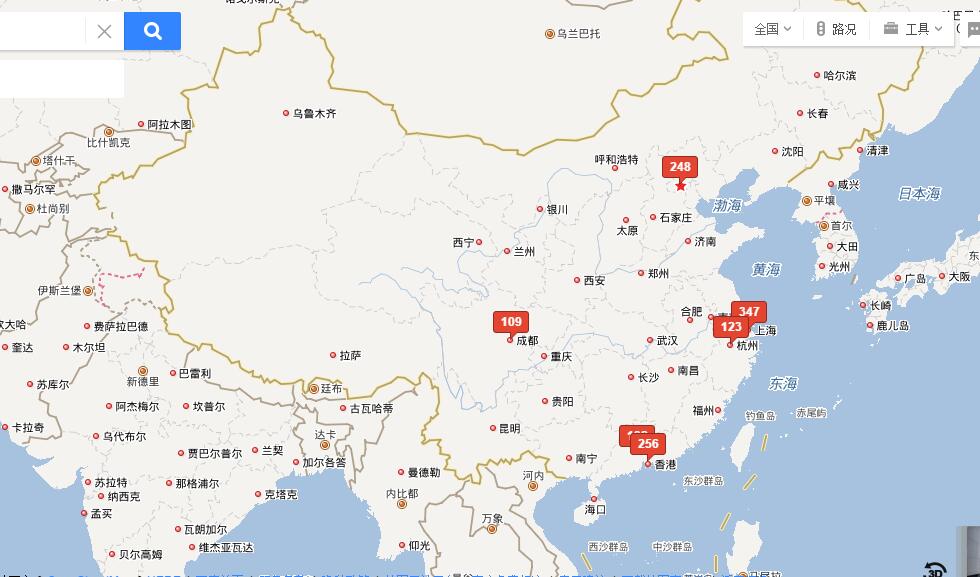 全国
路况
工具
乌兰巴托
哈尔滨
乌鲁木齐
长春
阿拉木图
比什凯克
沈阳
清津
塔什干
呼和浩特
248
撒马尔罕
咸兴
日本海
杜尚别
银川
渤海
平壤
石家庄
太原
首尔
西宁
兰州
济南
大田
黄海
光州
西安
郑州
广岛
大阪
伊斯兰堡
长崎
合肥
347
109
123
上海
费萨拉巴德
鹿儿岛
成都
武汉
杭州
奎达
木尔坦
拉萨
重庆
新德里
巴雷利
长沙
南昌
苏库尔
廷布
东海
阿杰梅尔
坎普尔
古瓦哈蒂
贵阳
福州
钓鱼岛
赤尾屿
卡拉奇
昆明
乌代布尔
达卡
256
贾巴尔普尔
兰契
加尔各答
南宁
香港
曼德勒
河内
苏拉特
那格浦尔
东沙群岛
纳西克
克塔克
内比都
海口
孟买
万象
瓦朗加尔
仰光
西沙群岛
中沙群岛
贝尔高姆
维杰亚瓦达
3D